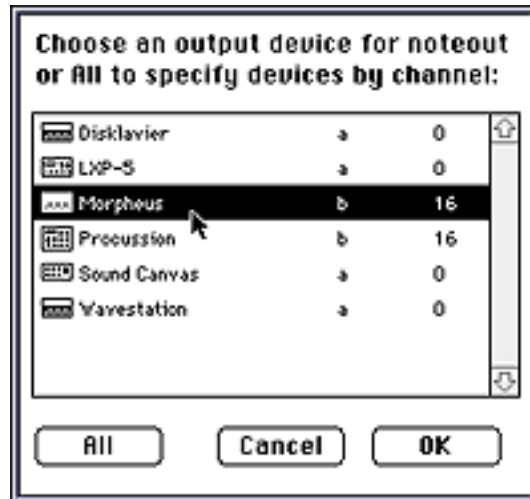 Choose an output device for noteout
or All to specify devices by channel:
Disklavier a 0
LXP-5 a 0
Morpheus b 16
Procussion b 16
Sound Canvas a 0
Wavestation a 0
All Cancel OK